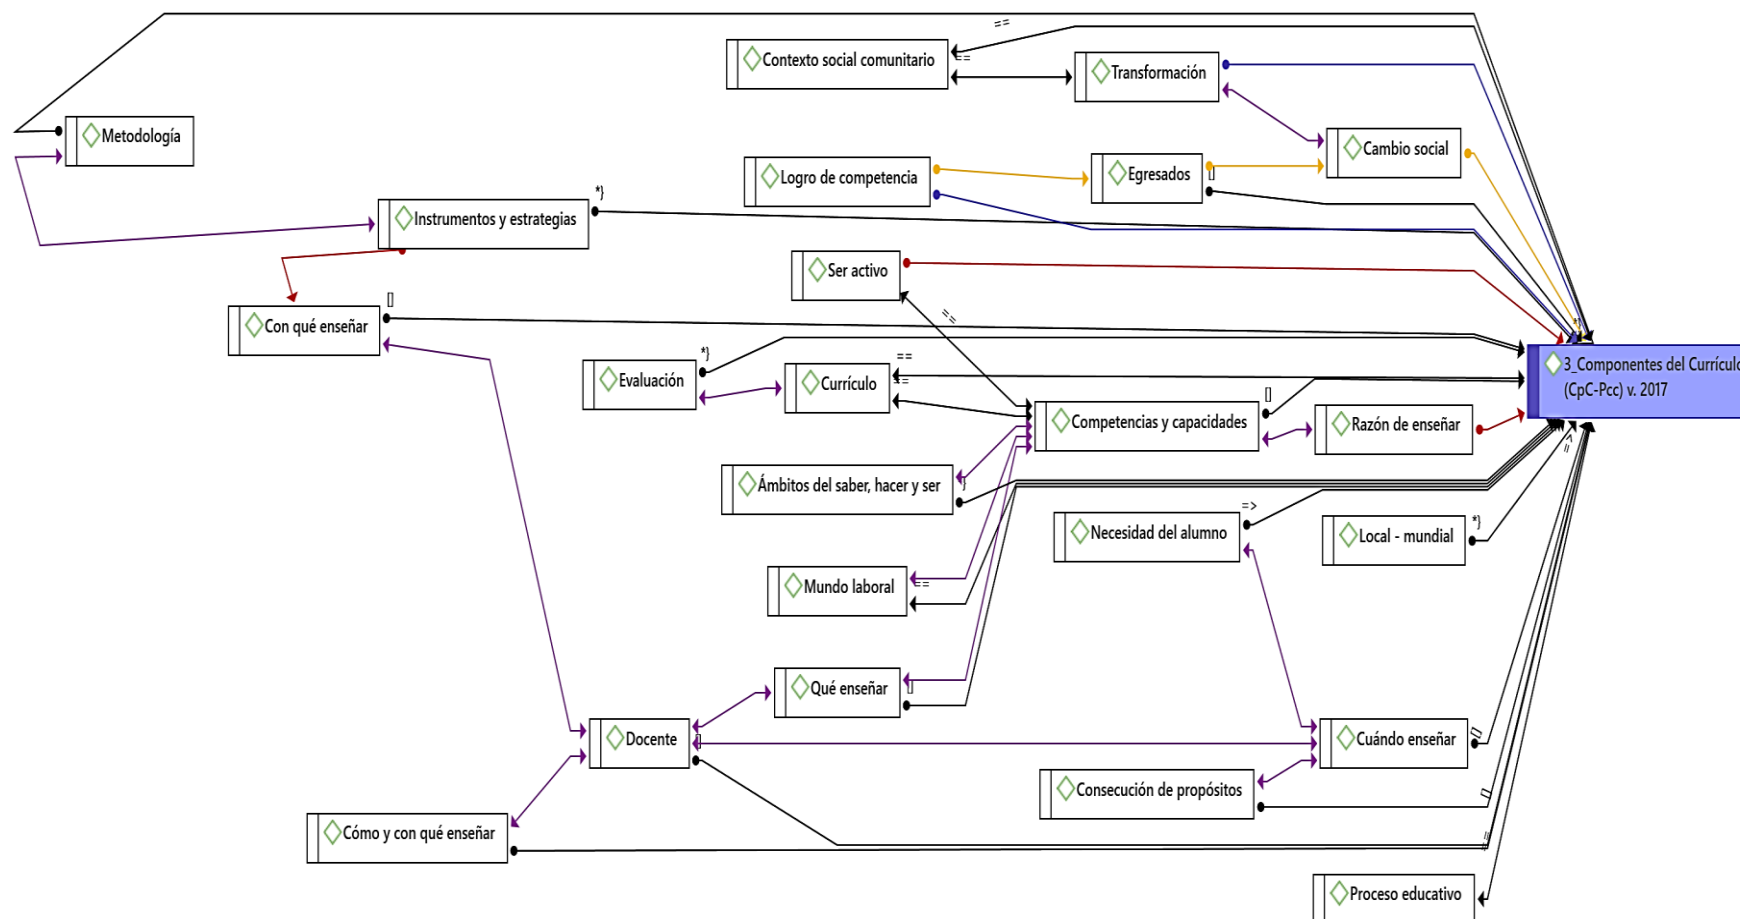 ==
Contexto social comunitario
==
Transformación
Metodología
Cambio social
Logro de competencia
Egresados
[]
*}
Instrumentos y estrategias
Ser activo
==
[]
Con qué enseñar
*}
*}
Evaluación
==
Currículo
==
3_Componentes del Currículo
(CpC-Pcc) v. 2017
[]
Competencias y capacidades
Razón de enseñar
=>
Ámbitos del saber, hacer y ser
}
=>
Necesidad del alumno
*}
Local - mundial
Mundo laboral
==
Qué enseñar
[]
Docente
[]
Cuándo enseñar
[]
Consecución de propósitos
[]
Cómo y con qué enseñar
Proceso educativo